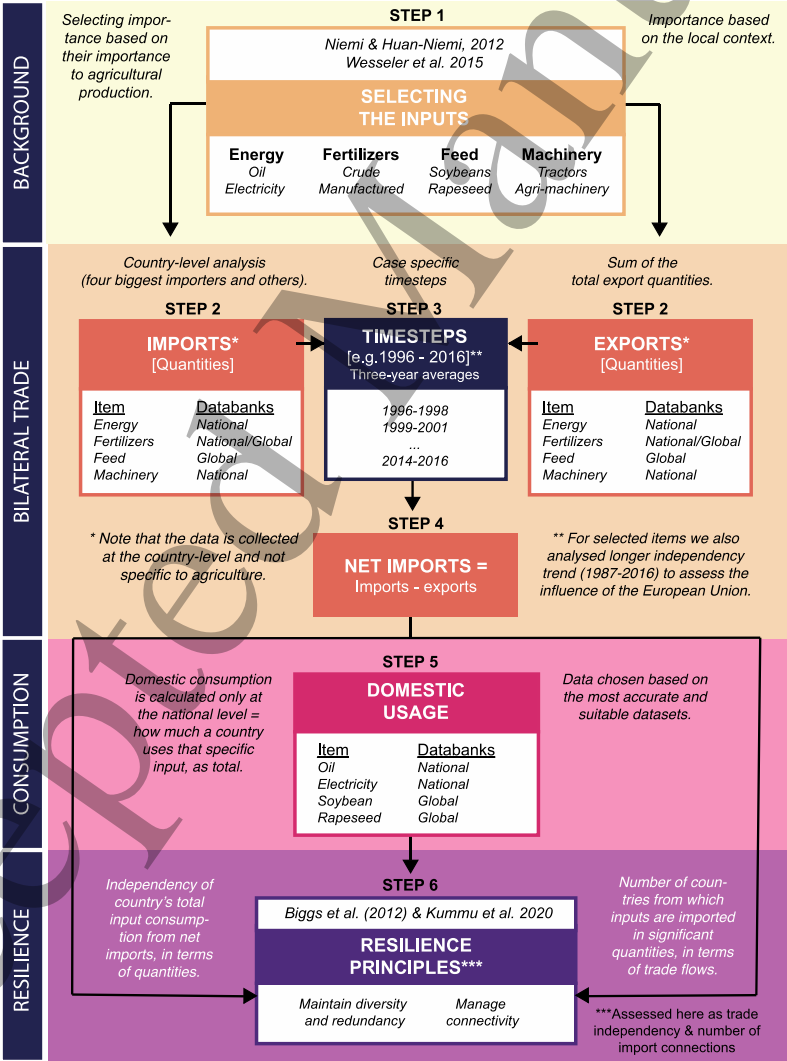 BACKGROUND
Selecting impor-
tance based on
their importance
to agricultural
production.
STEP 1
Niemi & Huan-Niemi, 2012
Wesseler et al. 2015
SELECTING
THE INPUTS
Energy Fertilizers Feed Machinery
Oil Crude Soybeans Tractors
Electricity Manufactured Rapeseed Agri-machinery
Importance based
on the local context.
BILATERAL TRADE
Country-level analysis
(four biggest importers and others).
STEP 2
IMPORTS*
[Quantities]
Item Databanks
Energy National
Fertilizers National/Global
Feed Global
Machinery National
Case specific
timesteps
STEP 3
TIMESTEPS
[e.g.1996 - 2016]**
Three-year averages
1996-1998
1999-2001
...
2014-2016
Sum of the
total export quantities.
STEP 2
EXPORTS*
[Quantities]
Item Databanks
Energy National
Fertilizers National/Global
Feed Global
Machinery National
* Note that the data is collected
at the country-level and not
specific to agriculture.
STEP 4
NET IMPORTS =
Imports - exports
** For selected items we also
analysed longer independency
trend (1987-2016) to assess the
influence of the European Union.
CONSUMPTION
Domestic consumption
is calculated only at
the national level =
how much a country
uses that specific
input, as total.
STEP 5
DOMESTIC
USAGE
Item Databanks
Oil National
Electricity National
Soybean Global
Rapeseed Global
Data chosen based on
the most accurate and
suitable datasets.
RESILIENCE
Independency of
country's total
input consump-
tion from net
imports, in terms
of quantities.
STEP 6
Biggs et al. (2012) & Kummu et al. 2020
RESILIENCE
PRINCIPLES***
Maintain diversity Manage
and redundancy connectivity
Number of coun-
tries from which
inputs are imported
in significant
quantities, in terms
of trade flows.
***Assessed here as trade
independency & number of
import connections
cepted Man